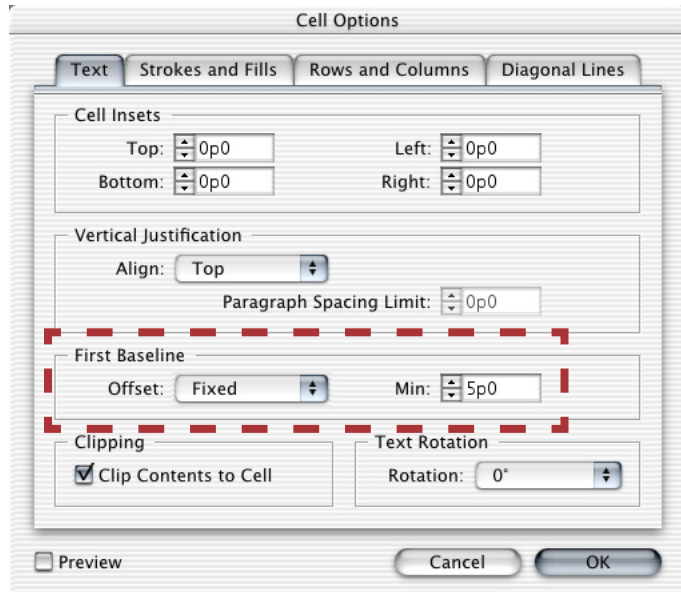 Cell Options
Text Strokes and Fills Rows and Columns Diagonal Lines
Cell Insets
Top: 0p0 Left: 0p0
Bottom: 0p0 Right: 0p0
Vertical Justification
Align: Top
Paragraph Spacing Limit: 0p0
First Baseline
Offset: Fixed Min: 5p0
Clipping Text Rotation
Clip Contents to Cell Rotation: 0°
Preview Cancel OK